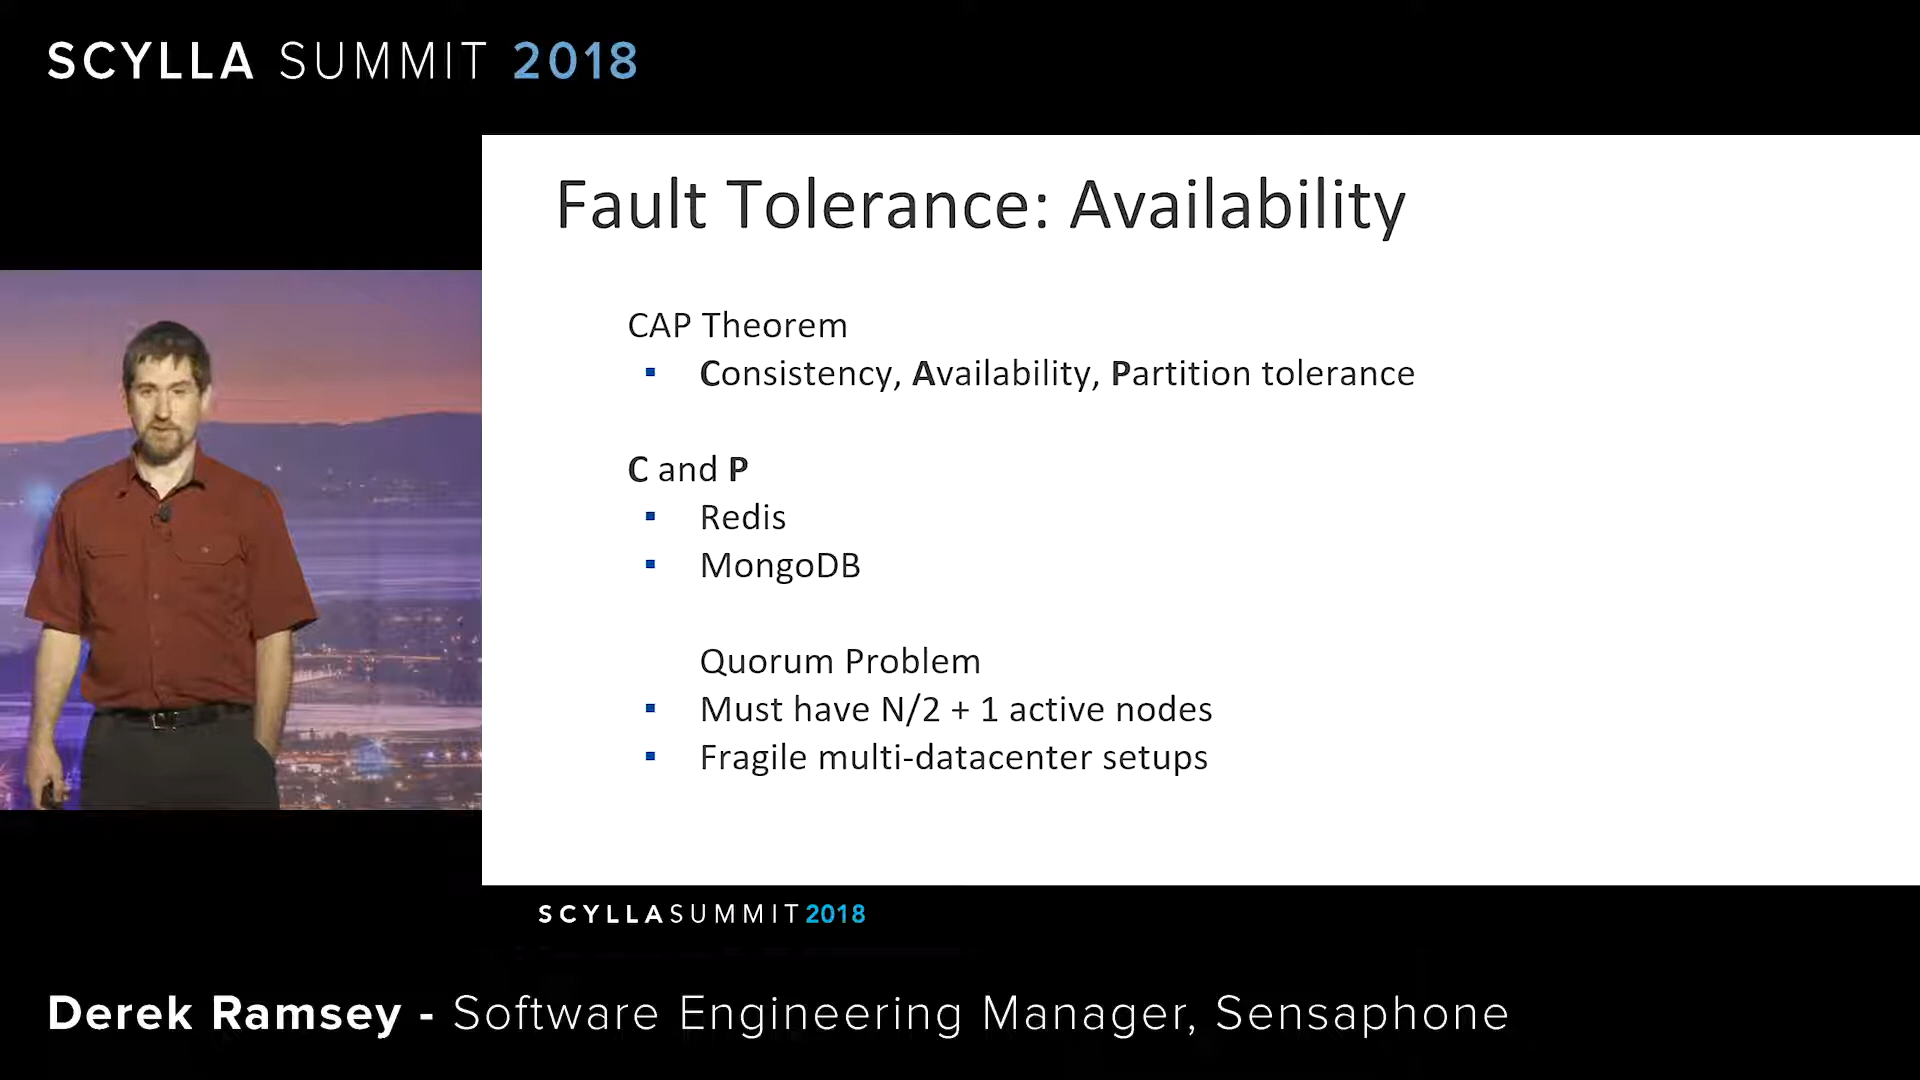 SCYLLA SUMMIT 2018
Fault Tolerance: Availability
CAP Theorem
▪ Consistency, Availability, Partition tolerance
C and P
▪ Redis
▪ MongoDB
Quorum Problem
▪ Must have N/2 + 1 active nodes
▪ Fragile multi-datacenter setups
SCYLLASUMMIT2018
Derek Ramsey - Software Engineering Manager, Sensaphone